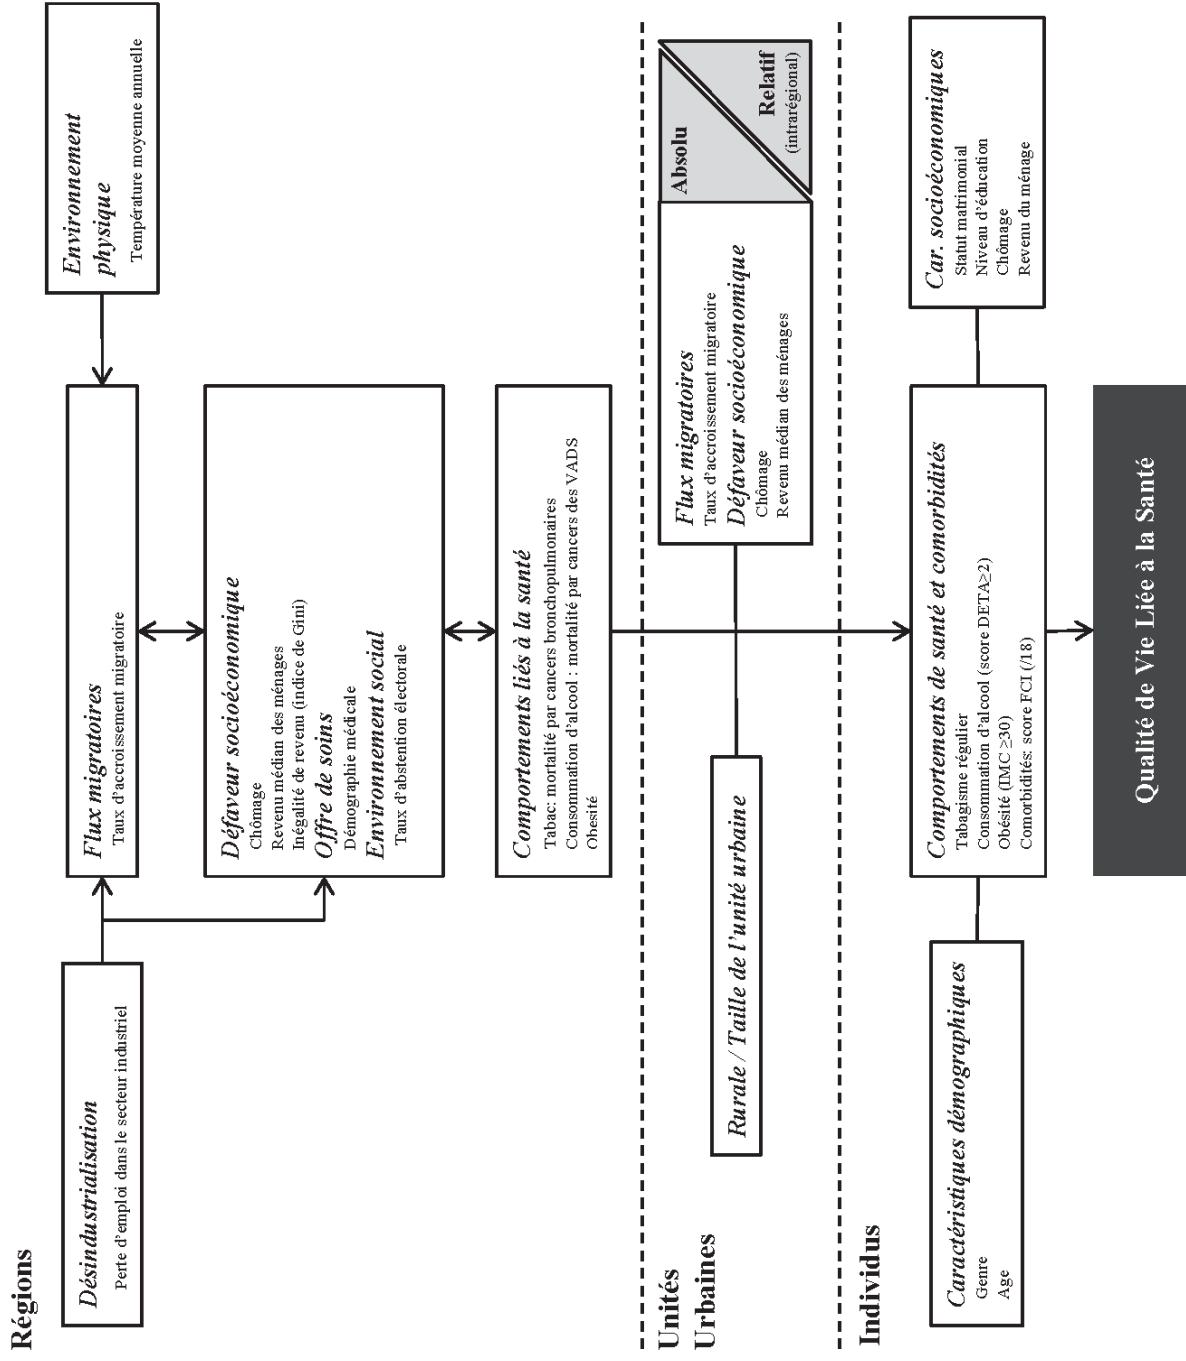 Régions
Désindustrialisation
Perte d'emploi dans le secteur industriel
Flux migratoires
Taux d'accroissement migratoire
Environnement
physique
Température moyenne annuelle
Défaveur socioéconomique
Chômage
Revenu médian des ménages
Inégalité de revenu (indice de Gini)
Offre de soins
Démographie médicale
Environnement social
Taux d'abstention électorale
Comportements liés à la santé
Tabac: mortalité par cancers bronchopulmonaires
Consommation d'alcool : mortalité par cancers des VADS
Obesité
Unités
Urbaines
Rurale / Taille de l'unité urbaine
Flux migratoires
Taux d'accroissement migratoire
Défaveur socioéconomique
Chômage
Revenu médian des ménages
Absolu
Relatif
(intrarégional)
Individus
Caractéristiques démographiques
Genre
Age
Comportements de santé et comorbidités
Tabagisme régulier
Consommation d'alcool (score DETA≥2)
Obésité (IMC ≥30)
Comorbidités: score FCI (/18)
Car. socioéconomiques
Statut matrimonial
Niveau d'éducation
Chômage
Revenu du ménage
Qualité de Vie Liée à la Santé